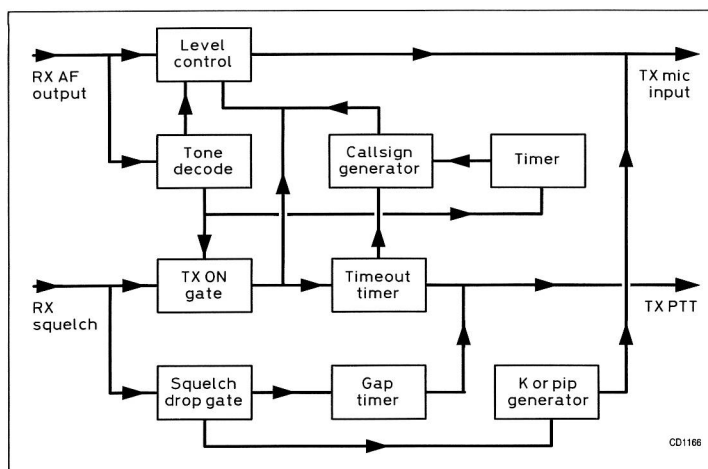 Level
control
RX AF
output
TX mic
input
Tone
decode
Callsign
generator
Timer
TX ON
gate
Timeout
timer
RX
squelch
TX PTT
Squelch
drop gate
Gap
timer
K or pip
generator
CD1166